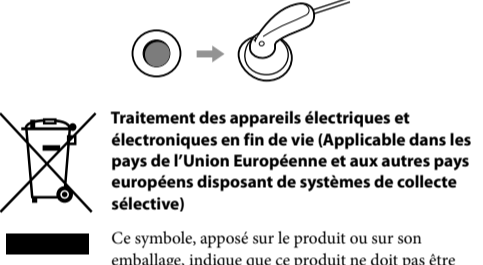 Traitement des appareils électriques et
électroniques en fin de vie (Applicable dans les
pays de l’Union Européenne et aux autres pays
européens disposant de systèmes de collecte
sélective)
Ce symbole, apposé sur le produit ou sur son
emballage, indique que ce produit ne doit pas être